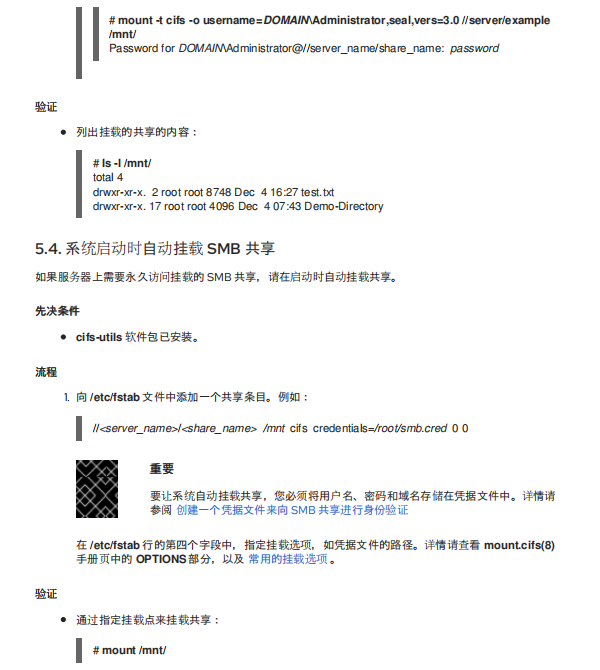 # mount -t cifs -o username=DOMAIN\Administrator,seal,vers=3.0 //server/example
/mnt/
Password for DOMAIN\Administrator@//server_name/share_name: password
验证
● 列出挂载的共享的内容：
# ls -l /mnt/
total 4
drwxr-xr-x. 2 root root 8748 Dec 4 16:27 test.txt
drwxr-xr-x. 17 root root 4096 Dec 4 07:43 Demo-Directory
5.4. 系统启动时自动挂载 SMB 共享
如果服务器上需要永久访问挂载的 SMB 共享，请在启动时自动挂载共享。
先决条件
● cifs-utils 软件包已安装。
流程
1. 向 /etc/fstab 文件中添加一个共享条目。例如：
//<server_name>/<share_name> /mnt cifs credentials=/root/smb.cred 0 0
重要
要让系统自动挂载共享，您必须将用户名、密码和域名存储在凭据文件中。详情请
参阅 创建一个凭据文件来向 SMB 共享进行身份验证
在 /etc/fstab 行的第四个字段中，指定挂载选项，如凭据文件的路径。详情请查看 mount.cifs(8)
手册页中的 OPTIONS 部分，以及 常用的挂载选项 。
验证
● 通过指定挂载点来挂载共享：
# mount /mnt/